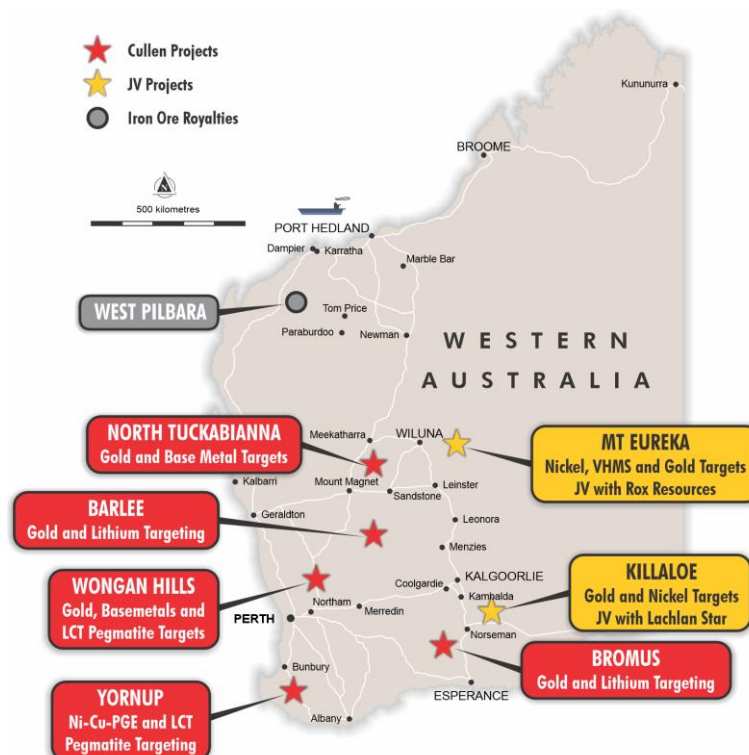 Cullen Projects
JV Projects
Iron Ore Royalties
500 kilometres
Kununurra
BROOME
PORT HEDLAND
Dampier
Karratha
Marble Bar
WEST PILBARA
Tom Price
Paraburdoo
Newman
WESTERN
AUSTRALIA
NORTH TUCKABIANNA
Gold and Base Metal Targets
Meekatharra
WILUNA
MT EUREKA
Nickel, VHMS and Gold Targets
JV with Rox Resources
Kalbarri
Mount Magnet
Sandstone
Leinster
BARLEE
Gold and Lithium Targeting
Geraldton
Leonora
Menzies
WONGAN HILLS
Gold, Basemetals and
LCT Pegmatite Targets
Coolgardie
KALGOORLIE
Kambalda
KILLALOE
Gold and Nickel Targets
JV with Lachlan Star
Northam
Merredin
PERTH
Norseman
BROMUS
Gold and Lithium Targeting
Bunbury
ESPERANCE
YORNUP
Ni-Cu-PGE and LCT
Pegmatite Targeting
Albany